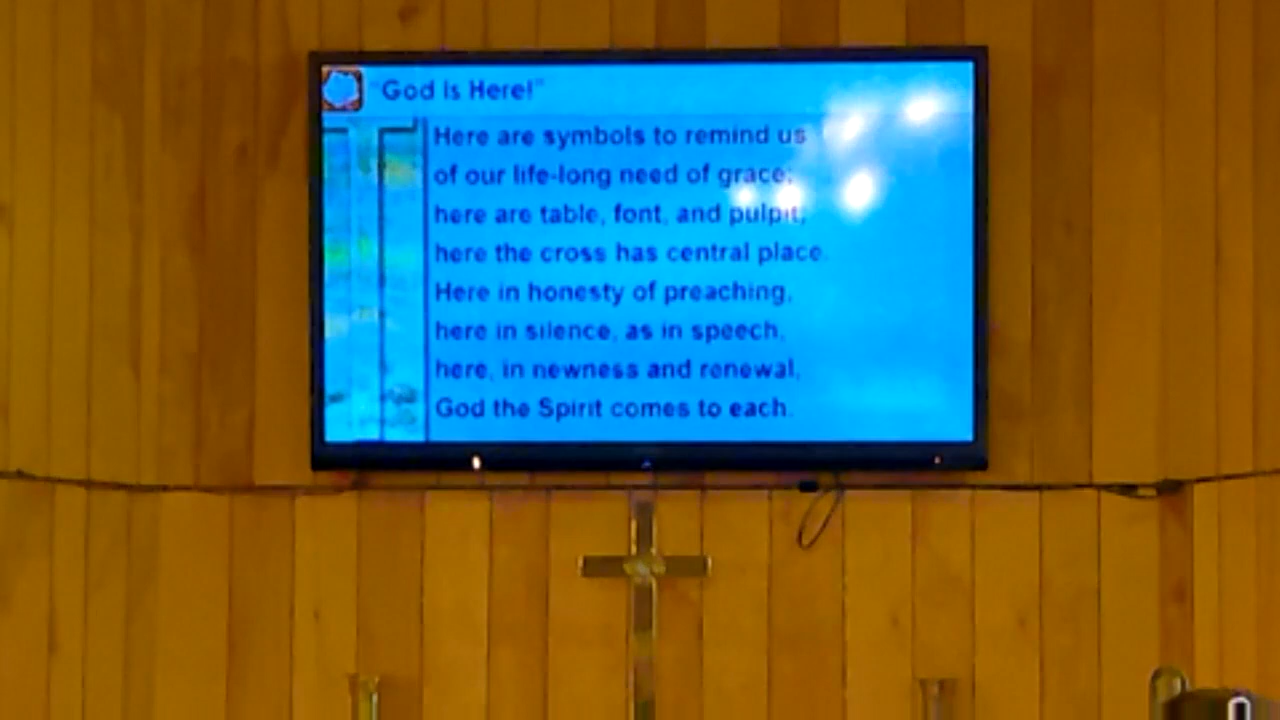 "God is Here!"
Here are symbols to remind us
of our life-long need of grace;
here are table, font, and pulpit;
here the cross has central place.
Here in honesty of preaching,
here in silence, as in speech,
here, in newness and renewal,
God the Spirit comes to each.